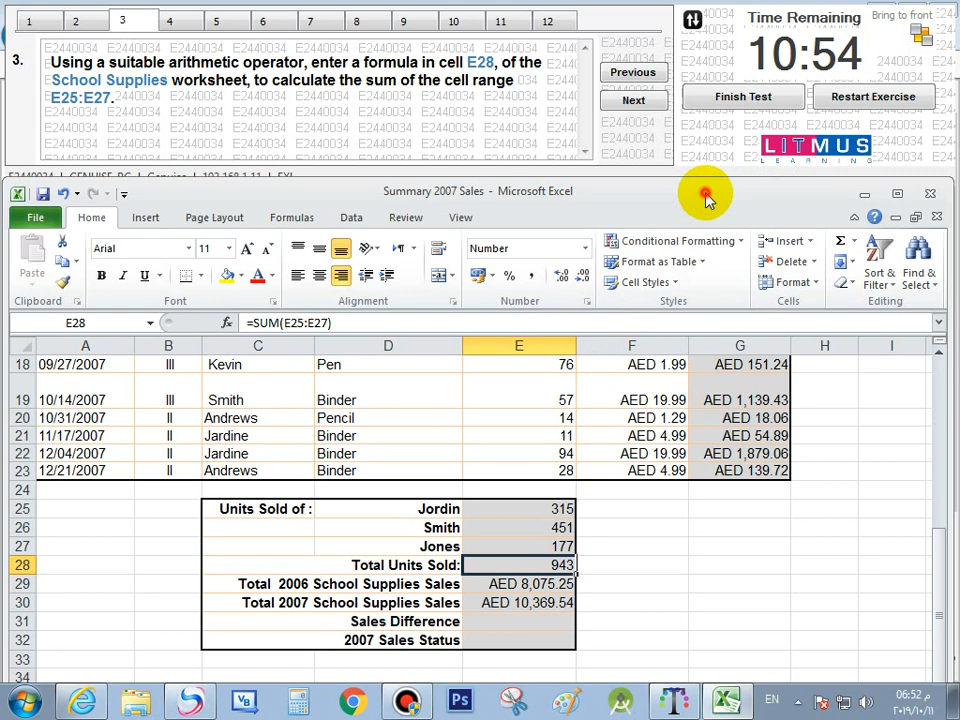 1 2 3 4 5 6 7 8 9 10 11 12
3. Using a suitable arithmetic operator, enter a formula in cell E28, of the
School Supplies worksheet, to calculate the sum of the cell range
E25:E27.
Previous
Next
Time Remaining
Bring to front
10:54
Finish Test
Restart Exercise
LITMUS
LEARNING
Summary 2007 Sales - Microsoft Excel
File Home Insert Page Layout Formulas Data Review View
Paste
Arial 11
Number
Conditional Formatting
Format as Table
Cell Styles
Insert
Delete
Format
Sort & Filter
Find & Select
Clipboard Font Alignment Number Styles Cells Editing
E28 fx =SUM(E25:E27)
A B C D E F G H I
18 09/27/2007 III Kevin Pen 76 AED 1.99 AED 151.24
19 10/14/2007 III Smith Binder 57 AED 19.99 AED 1,139.43
20 10/31/2007 II Andrews Pencil 14 AED 1.29 AED 18.06
21 11/17/2007 II Jardine Binder 11 AED 4.99 AED 54.89
22 12/04/2007 II Jardine Binder 94 AED 19.99 AED 1,879.06
23 12/21/2007 II Andrews Binder 28 AED 4.99 AED 139.72
24
25 Units Sold of : Jordin 315
26 Smith 451
27 Jones 177
28 Total Units Sold: 943
29 Total 2006 School Supplies Sales AED 8,075.25
30 Total 2007 School Supplies Sales AED 10,369.54
31 Sales Difference
32 2007 Sales Status
33
34
EN
06:52 م
٢٠١٩/١٠/١١